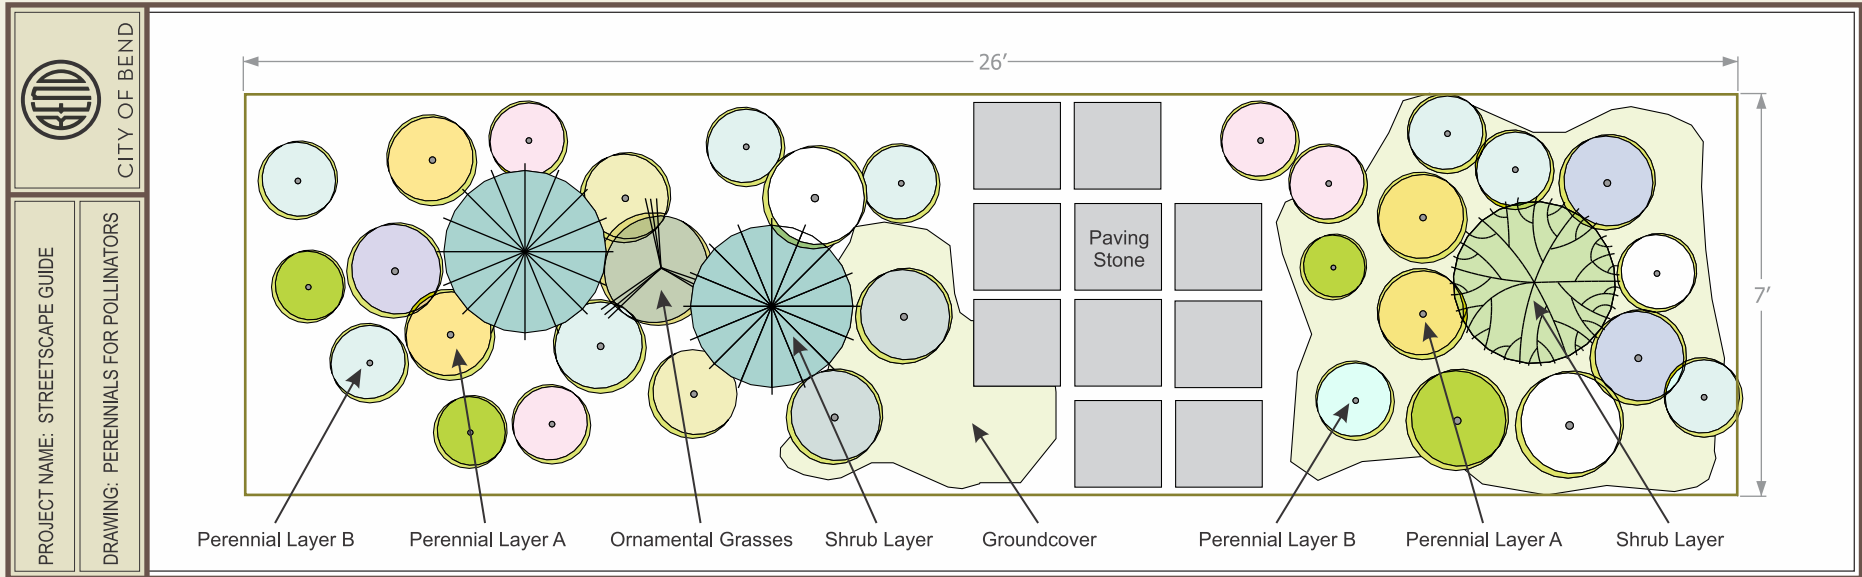 BEND
CITY OF BEND
PROJECT NAME: STREETSCAPE GUIDE
DRAWING: PERENNIALS FOR POLLINATORS
26’
7’
Paving
Stone
Perennial Layer B
Perennial Layer A
Ornamental Grasses
Shrub Layer
Groundcover
Perennial Layer B
Perennial Layer A
Shrub Layer